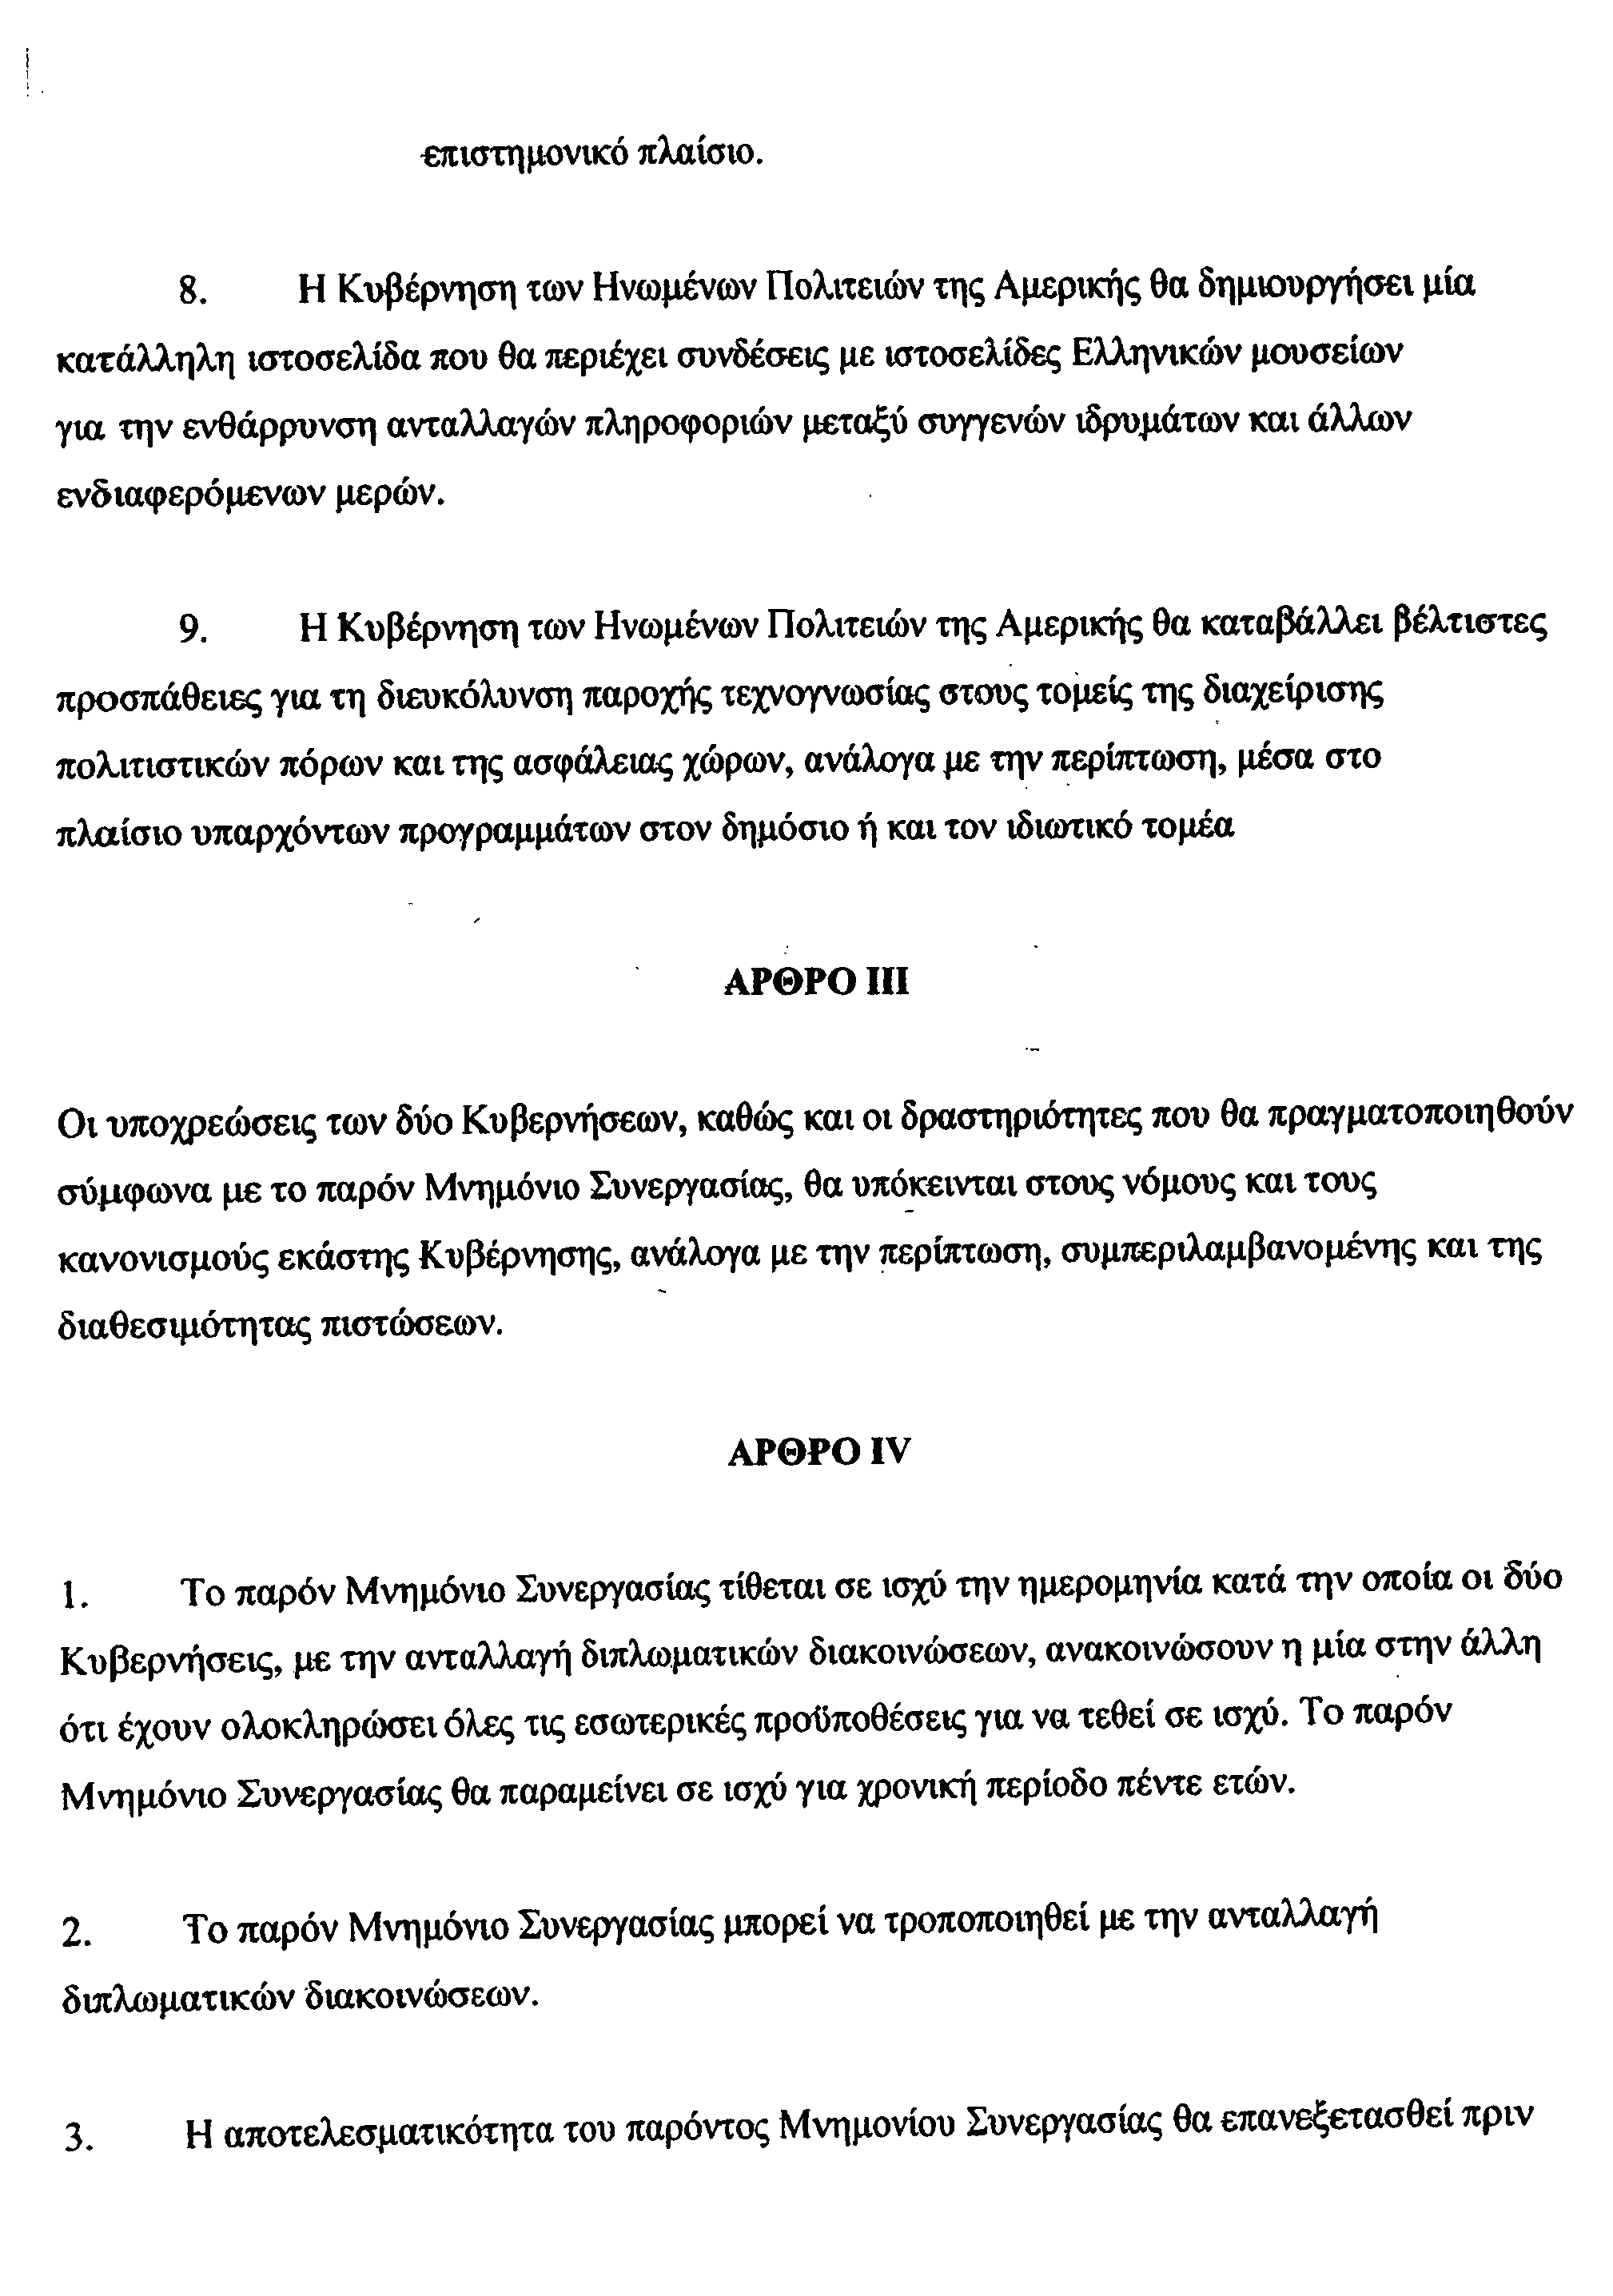 επιστημονικό πλαίσιο.
8. Η Κυβέρνηση των Ηνωμένων Πολιτειών της Αμερικής θα δημιουργήσει μία
κατάλληλη ιστοσελίδα που θα περιέχει συνδέσεις με ιστοσελίδες Ελληνικών μουσείων
για την ενθάρρυνση ανταλλαγών πληροφοριών μεταξύ συγγενών ιδρυμάτων και άλλων
ενδιαφερόμενων μερών.
9. Η Κυβέρνηση των Ηνωμένων Πολιτειών της Αμερικής θα καταβάλλει βέλτιστες
προσπάθειες για τη διευκόλυνση παροχής τεχνογνωσίας στους τομείς της διαχείρισης
πολιτιστικών πόρων και της ασφάλειας χώρων, ανάλογα με την περίπτωση, μέσα στο
πλαίσιο υπαρχόντων προγραμμάτων στον δημόσιο ή και τον ιδιωτικό τομέα
ΑΡΘΡΟ ΙΙΙ
Οι υποχρεώσεις των δύο Κυβερνήσεων, καθώς και οι δραστηριότητες που θα πραγματοποιηθούν
σύμφωνα με το παρόν Μνημόνιο Συνεργασίας, θα υπόκεινται στους νόμους και τους
κανονισμούς εκάστης Κυβέρνησης, ανάλογα με την περίπτωση, συμπεριλαμβανομένης και της
διαθεσιμότητας πιστώσεων.
ΑΡΘΡΟ IV
1. Το παρόν Μνημόνιο Συνεργασίας τίθεται σε ισχύ την ημερομηνία κατά την οποία οι δύο
Κυβερνήσεις, με την ανταλλαγή διπλωματικών διακοινώσεων, ανακοινώσουν η μία στην άλλη
ότι έχουν ολοκληρώσει όλες τις εσωτερικές προϋποθέσεις για να τεθεί σε ισχύ. Το παρόν
Μνημόνιο Συνεργασίας θα παραμείνει σε ισχύ για χρονική περίοδο πέντε ετών.
2. Το παρόν Μνημόνιο Συνεργασίας μπορεί να τροποποιηθεί με την ανταλλαγή
διπλωματικών διακοινώσεων.
3. Η αποτελεσματικότητα του παρόντος Μνημονίου Συνεργασίας θα επανεξετασθεί πριν